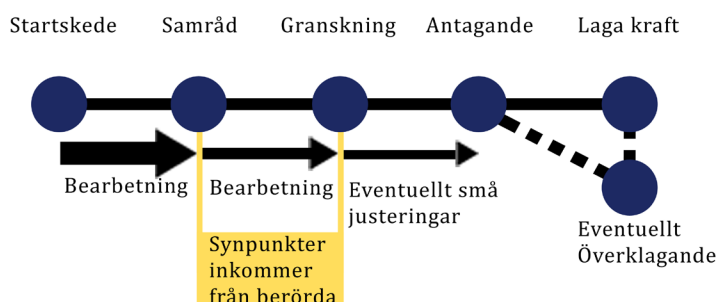 Startskede Samråd Granskning Antagande Laga kraft
Bearbetning Bearbetning Eventuellt små
justeringar
Synpunkter
inkommer
från berörda
Eventuellt
Överklagande